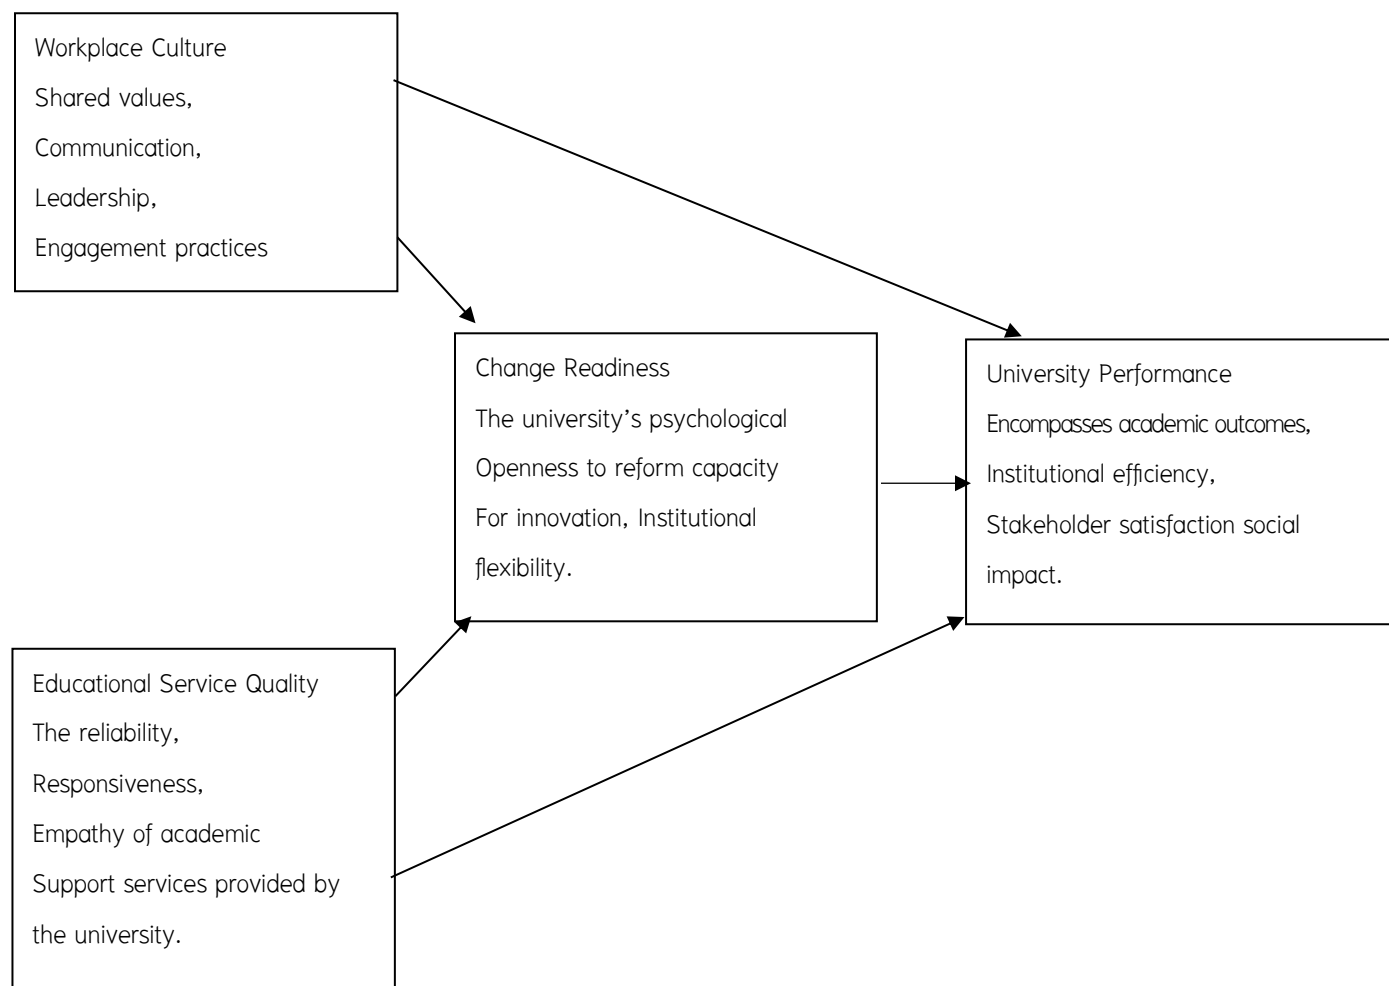 Workplace Culture
Shared values,
Communication,
Leadership,
Engagement practices
Change Readiness
The university’s psychological
Openness to reform capacity
For innovation, Institutional
flexibility.
University Performance
Encompasses academic outcomes,
Institutional efficiency,
Stakeholder satisfaction social
impact.
Educational Service Quality
The reliability,
Responsiveness,
Empathy of academic
Support services provided by
the university.